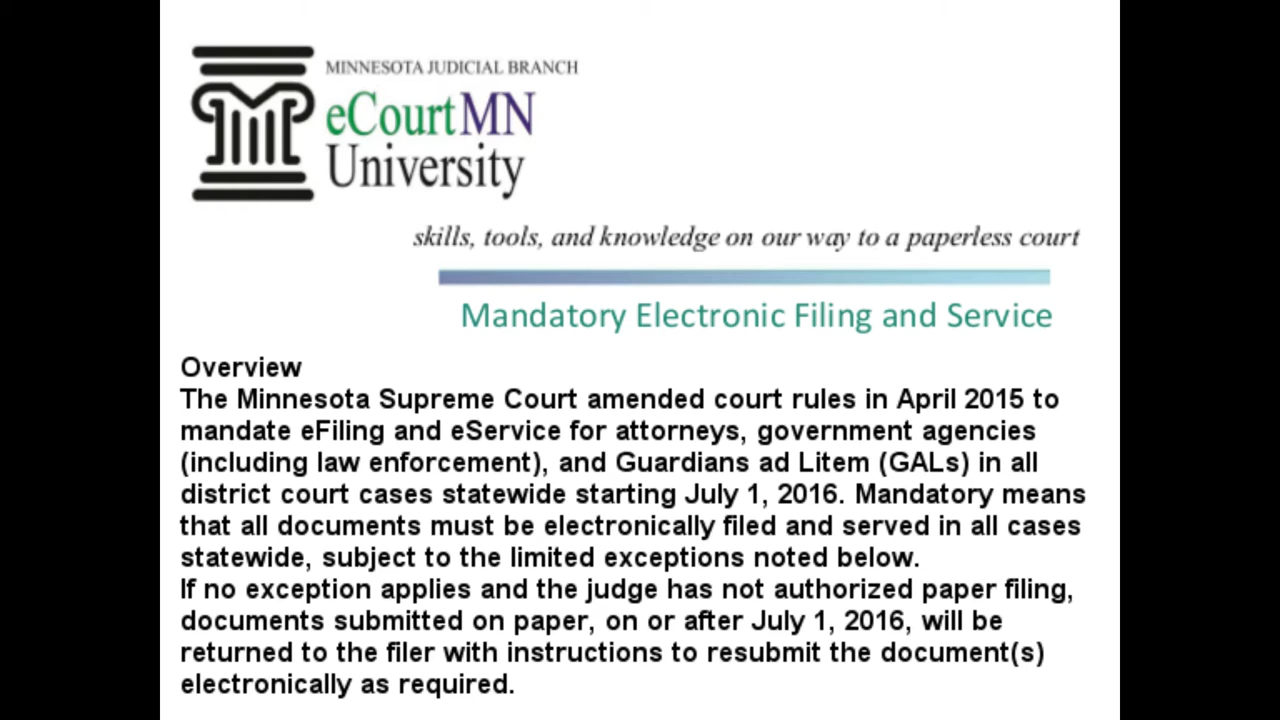 MINNESOTA JUDICIAL BRANCH
eCourtMN
University
skills, tools, and knowledge on our way to a paperless court
Mandatory Electronic Filing and Service
Overview
The Minnesota Supreme Court amended court rules in April 2015 to
mandate eFiling and eService for attorneys, government agencies
(including law enforcement), and Guardians ad Litem (GALs) in all
district court cases statewide starting July 1, 2016. Mandatory means
that all documents must be electronically filed and served in all cases
statewide, subject to the limited exceptions noted below.
If no exception applies and the judge has not authorized paper filing,
documents submitted on paper, on or after July 1, 2016, will be
returned to the filer with instructions to resubmit the document(s)
electronically as required.